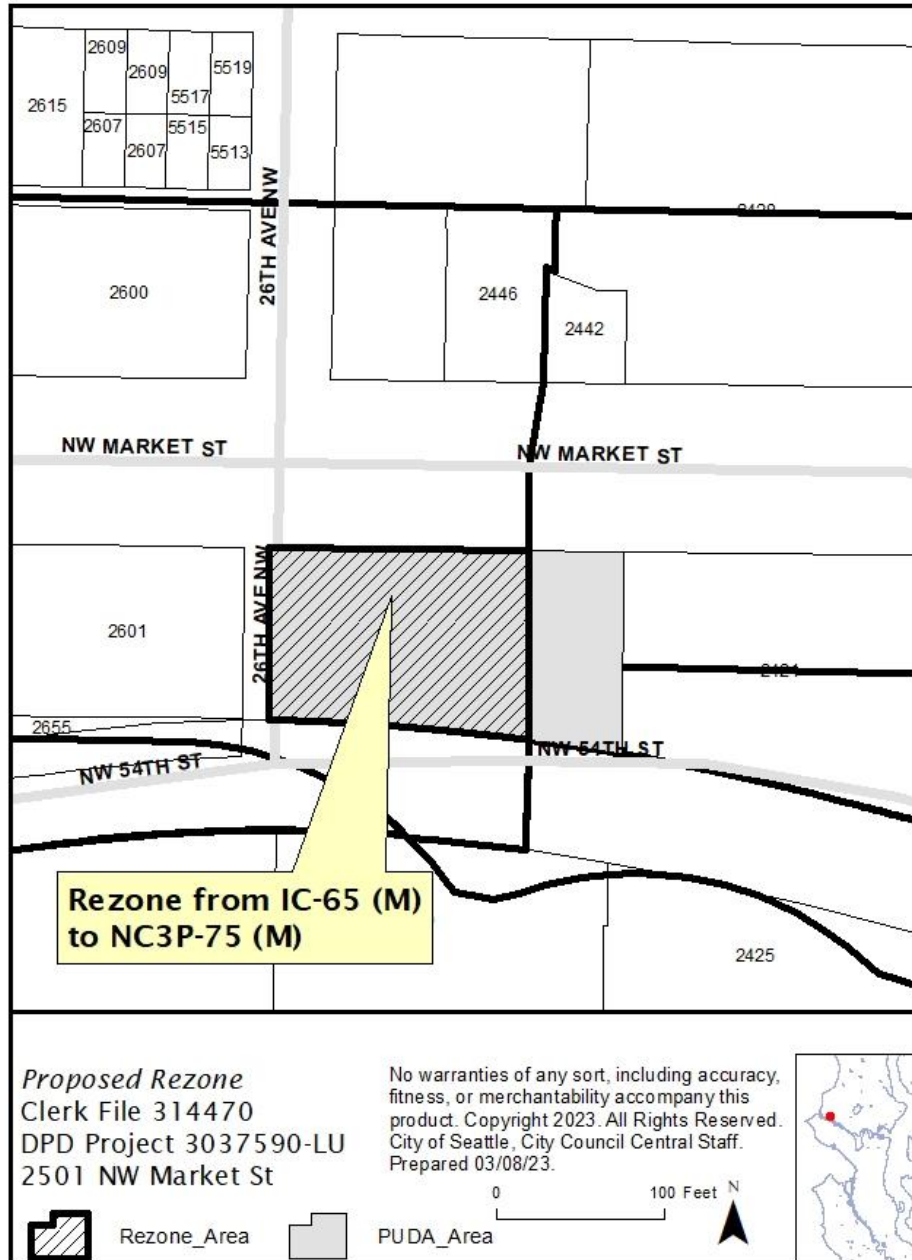 2609
2609
5519
2615
5517
2607
5515
2607
5513
26TH AVE NW
2600
2446
2442
NW MARKET ST
NW MARKET ST
26TH AVE NW
2601
2655
NW 54TH ST
NW 54TH ST
Rezone from IC-65 (M)
to NC3P-75 (M)
2425
Proposed Rezone
Clerk File 314470
DPD Project 3037590-LU
2501 NW Market St
No warranties of any sort, including accuracy,
fitness, or merchantability accompany this
product. Copyright 2023. All Rights Reserved.
City of Seattle, City Council Central Staff.
Prepared 03/08/23.
0 100 Feet N
Rezone_Area
PUDA_Area